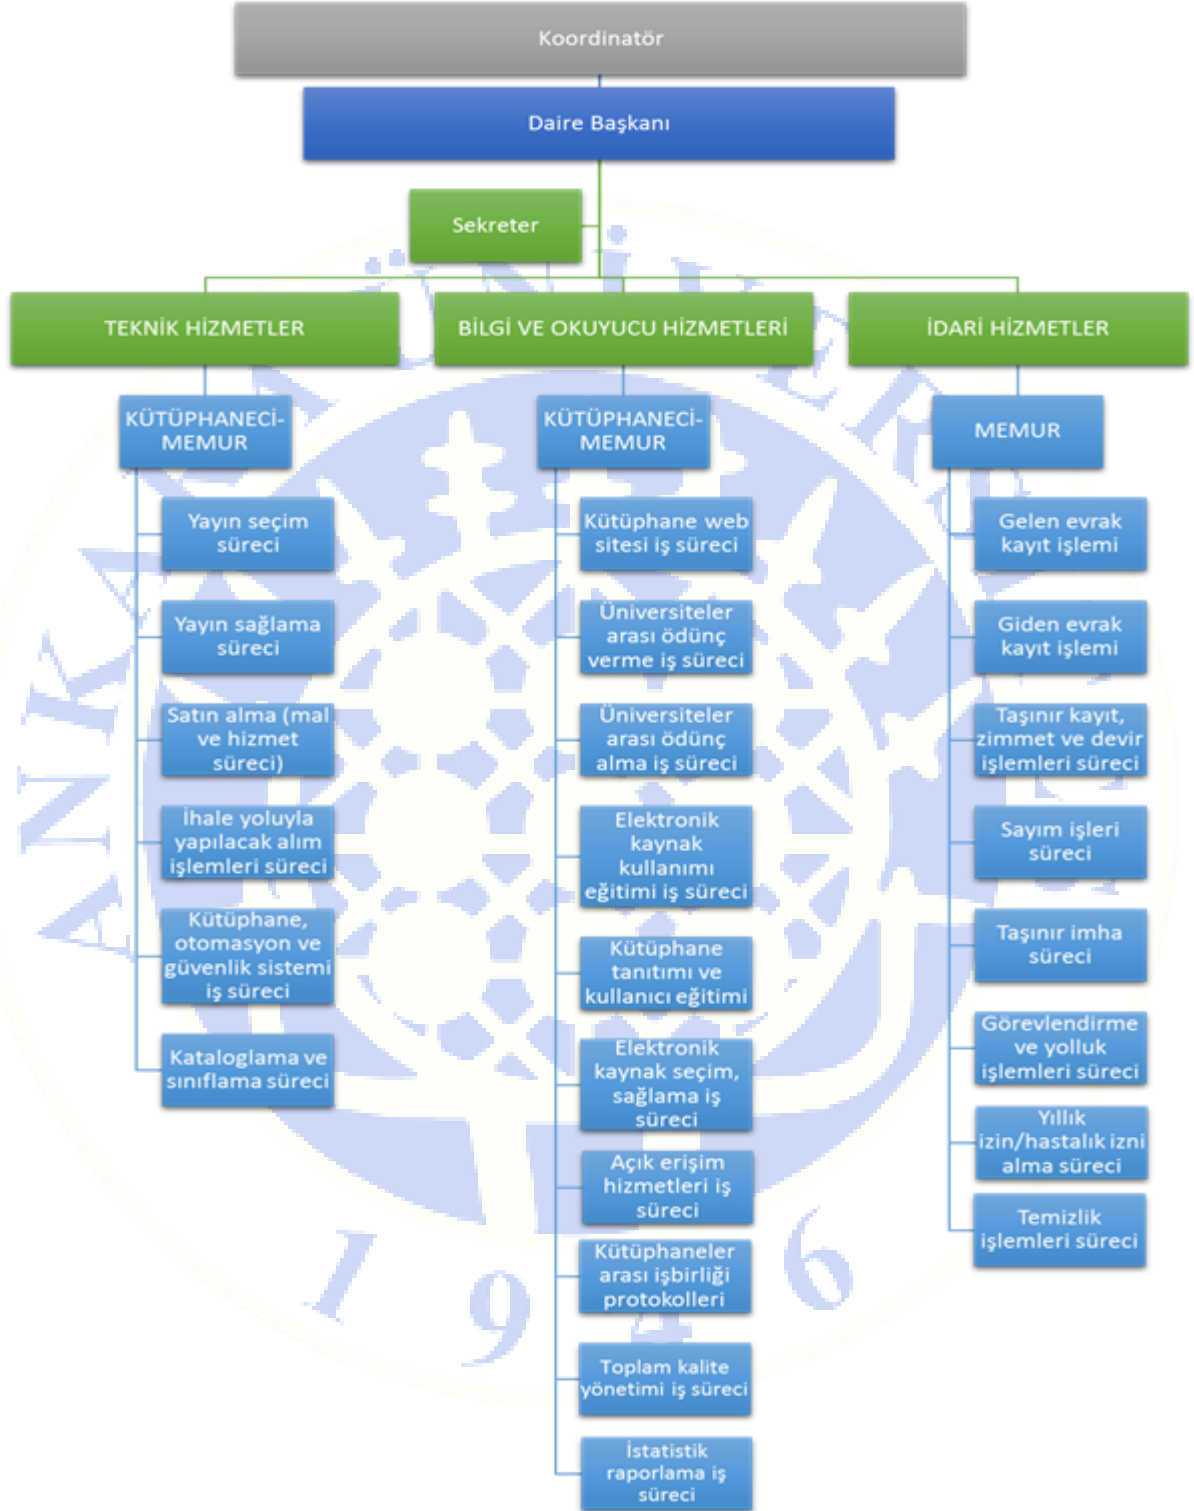 Koordinatör
Daire Başkanı
Sekreter
TEKNİK HİZMETLER
BİLGİ VE OKUYUCU HİZMETLERİ
İDARİ HİZMETLER
KÜTÜPHANECİ-
MEMUR
Yayın seçim
süreci
Yayın sağlama
süreci
Satın alma (mal
ve hizmet
süreci)
İhale yoluyla
yapılacak alım
işlemleri süreci
Kütüphane,
otomasyon ve
güvenlik sistemi
iş süreci
Kataloglama ve
sınıflama süreci
KÜTÜPHANECİ-
MEMUR
Kütüphane web
sitesi iş süreci
Üniversiteler
arası ödünç
verme iş süreci
Üniversiteler
arası ödünç
alma iş süreci
Elektronik
kaynak
kullanımı
eğitimi iş süreci
Kütüphane
tanıtımı ve
kullanıcı eğitimi
Elektronik
kaynak seçim,
sağlama iş
süreci
Açık erişim
hizmetleri iş
süreci
Kütüphaneler
arası işbirliği
protokolleri
Toplam kalite
yönetimi iş süreci
İstatistik
raporlama iş
süreci
MEMUR
Gelen evrak
kayıt işlemi
Giden evrak
kayıt işlemi
Taşınır kayıt,
zimmet ve devir
işlemleri süreci
Sayım işleri
süreci
Taşınır imha
süreci
Görevlendirme
ve yolluk
işlemleri süreci
Yıllık
izin/hastalık izni
alma süreci
Temizlik
işlemleri süreci
1946